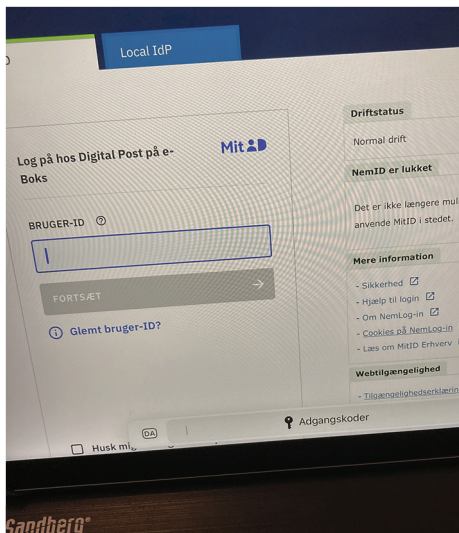 Local IdP
Log på hos Digital Post på e-
Boks
Mit
BRUGER-ID
FORTSÆT
Glemt bruger-ID?
Husk
DA
Adgangskoder
Driftstatus
Normal drift
NemID er lukket
Det er ikke længere
anvende MitID i stedet.
Mere information
- Sikkerhed
- Hjælp til login
- Om NemLog-in
- Cookies på NemLog-in
- Læs om MitID Erhverv
Webtilgængelighed
Sandberg